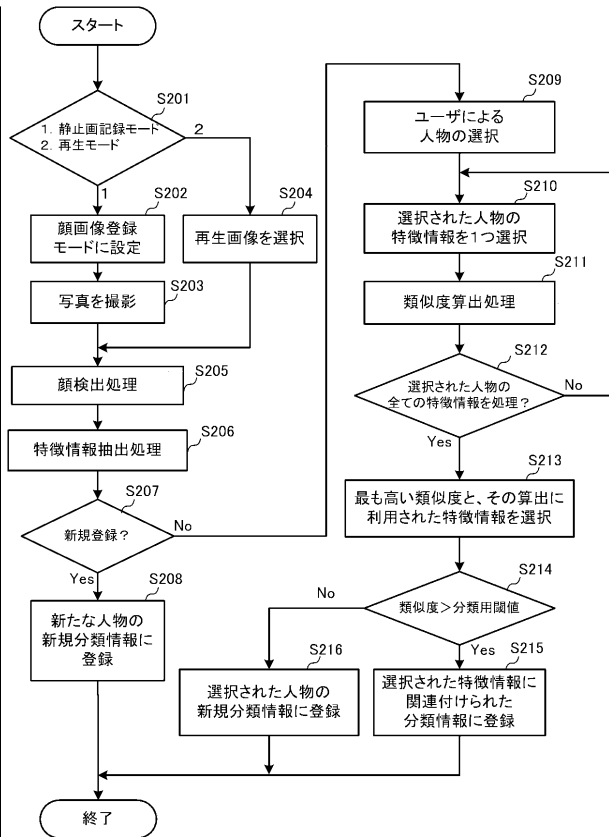 スタート
S201
1. 静止画記録モード
2. 再生モード
2
1
S202
顔画像登録
モードに設定
S204
再生画像を選択
S203
写真を撮影
S205
顔検出処理
S206
特徴情報抽出処理
S207
新規登録?
No
Yes
S208
新たな人物の
新規分類情報に
登録
S209
ユーザによる
人物の選択
S210
選択された人物の
特徴情報を1つ選択
S211
類似度算出処理
S212
選択された人物の
全ての特徴情報を処理?
No
Yes
S213
最も高い類似度と、その算出に
利用された特徴情報を選択
S214
類似度>分類用閾値
No
Yes
S216
選択された人物の
新規分類情報に登録
S215
選択された特徴情報に
関連付けられた
分類情報に登録
終了